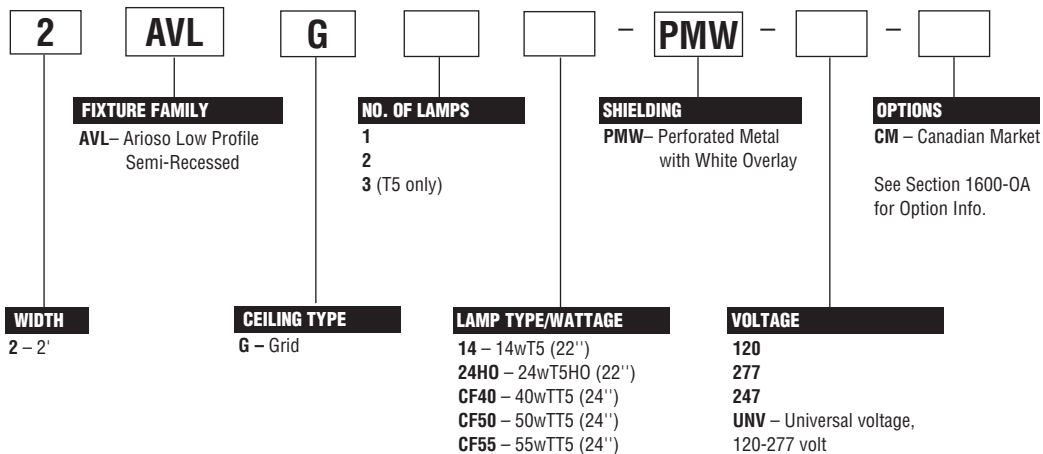 2 AVL G – PMW – –
FIXTURE FAMILY
AVL– Arioso Low Profile
Semi-Recessed
NO. OF LAMPS
1
2
3 (T5 only)
SHIELDING
PMW– Perforated Metal
with White Overlay
OPTIONS
CM – Canadian Market
See Section 1600-OA
for Option Info.
WIDTH
2 – 2'
CEILING TYPE
G – Grid
LAMP TYPE/WATTAGE
14 – 14wT5 (22'')
24HO – 24wT5HO (22'')
CF40 – 40wTT5 (24'')
CF50 – 50wTT5 (24'')
CF55 – 55wTT5 (24'')
VOLTAGE
120
277
247
UNV – Universal voltage,
120-277 volt